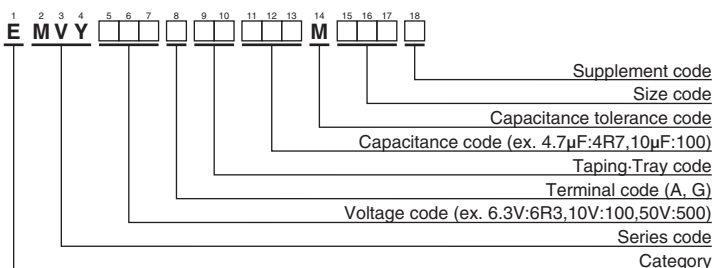 1 2 3 4 5 6 7 8 9 10 11 12 13 14 15 16 17 18
E M V Y □□□ □ □□ □□□ M □□□ □
Supplement code
Size code
Capacitance tolerance code
Capacitance code (ex. 4.7µF:4R7,10µF:100)
Taping·Tray code
Terminal code (A, G)
Voltage code (ex. 6.3V:6R3,10V:100,50V:500)
Series code
Category